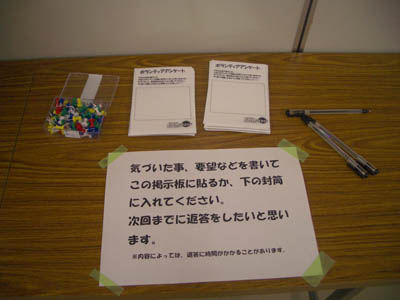 ボランティアアンケート
ボランティアアンケート
気づいた事、要望などを書いて
この掲示板に貼るか、下の封筒
に入れてください。
次回までに返答をしたいと思い
ます。
※内容によっては、返答に時間がかかることがあります。